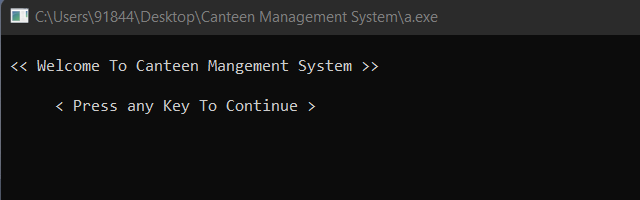 C:\Users\91844\Desktop\Canteen Management System\a.exe
<< Welcome To Canteen Mangement System >>
< Press any Key To Continue >